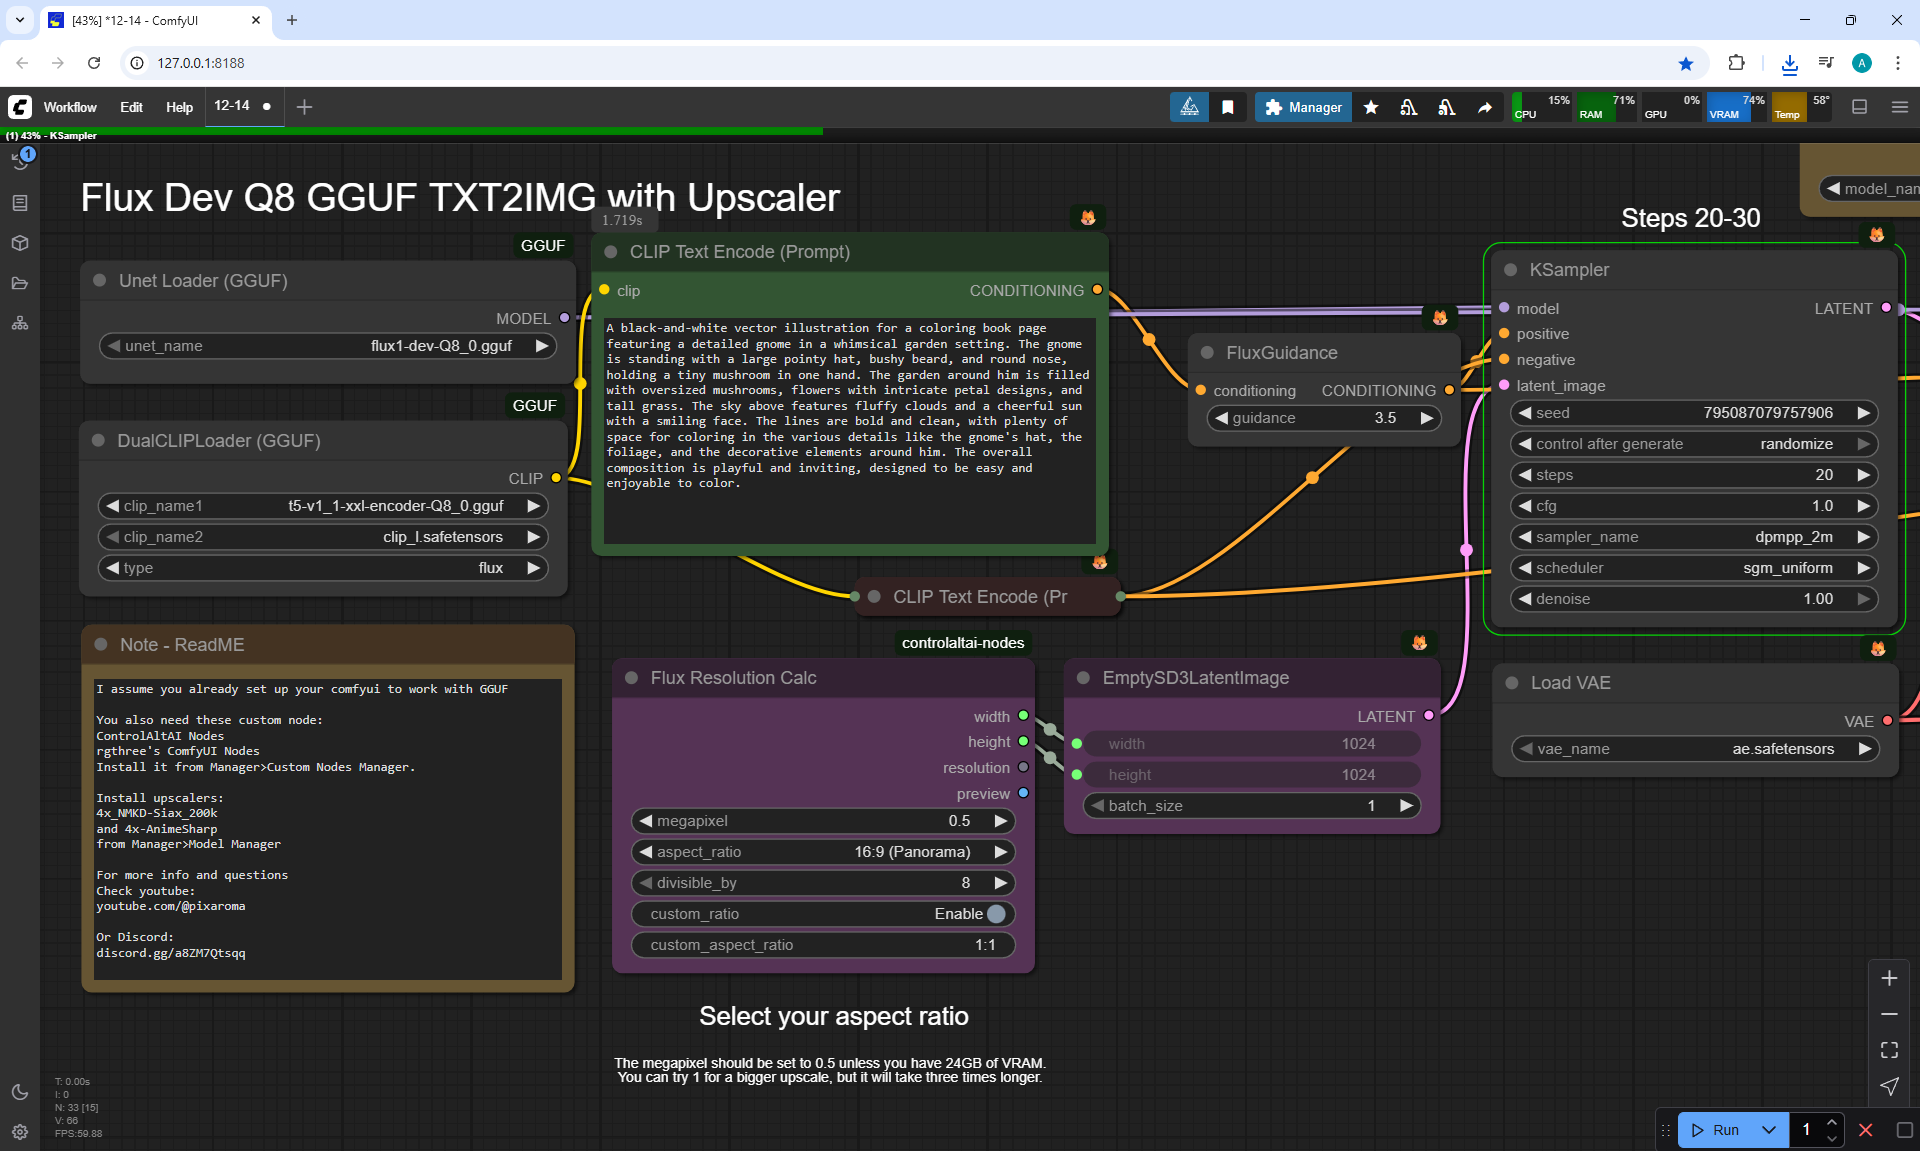 [43%] *12-14 - ComfyUI
127.0.0.1:8188
A
Workflow Edit Help 12-14
Manager
CPU 15%
RAM 71%
GPU 0%
VRAM 74%
Temp 58°
(1) 43% - KSampler
1
Flux Dev Q8 GGUF TXT2IMG with Upscaler
GGUF
Unet Loader (GGUF)
MODEL
unet_name flux1-dev-Q8_0.gguf
GGUF
DualCLIPLoader (GGUF)
CLIP
clip_name1 t5-v1_1-xxl-encoder-Q8_0.gguf
clip_name2 clip_l.safetensors
type flux
1.719s
CLIP Text Encode (Prompt)
clip CONDITIONING
A black-and-white vector illustration for a coloring book page
featuring a detailed gnome in a whimsical garden setting. The gnome
is standing with a large pointy hat, bushy beard, and round nose,
holding a tiny mushroom in one hand. The garden around him is filled
with oversized mushrooms, flowers with intricate petal designs, and
tall grass. The sky above features fluffy clouds and a cheerful sun
with a smiling face. The lines are bold and clean, with plenty of
space for coloring in the various details like the gnome's hat, the
foliage, and the decorative elements around him. The overall
composition is playful and inviting, designed to be easy and
enjoyable to color.
CLIP Text Encode (Pr
FluxGuidance
conditioning CONDITIONING
guidance 3.5
Steps 20-30
model_nan
KSampler
model LATENT
positive
negative
latent_image
seed 795087079757906
control after generate randomize
steps 20
cfg 1.0
sampler_name dpmpp_2m
scheduler sgm_uniform
denoise 1.00
Note - ReadME
I assume you already set up your comfyui to work with GGUF
You also need these custom node:
ControlAltAI Nodes
rgthree's ComfyUI Nodes
Install it from Manager>Custom Nodes Manager.
Install upscalers:
4x_NMKD-Siax_200k
and 4x-AnimeSharp
from Manager>Model Manager
For more info and questions
Check youtube:
youtube.com/@pixaroma
Or Discord:
discord.gg/a8ZM7Qtsqq
controlaltai-nodes
Flux Resolution Calc
width
height
resolution
preview
megapixel 0.5
aspect_ratio 16:9 (Panorama)
divisible_by 8
custom_ratio Enable
custom_aspect_ratio 1:1
EmptySD3LatentImage
LATENT
width 1024
height 1024
batch_size 1
Load VAE
VAE
vae_name ae.safetensors
Select your aspect ratio
The megapixel should be set to 0.5 unless you have 24GB of VRAM.
You can try 1 for a bigger upscale, but it will take three times longer.
T: 0.00s
I: 0
N: 33 [15]
V: 66
FPS:59.88
Run 1